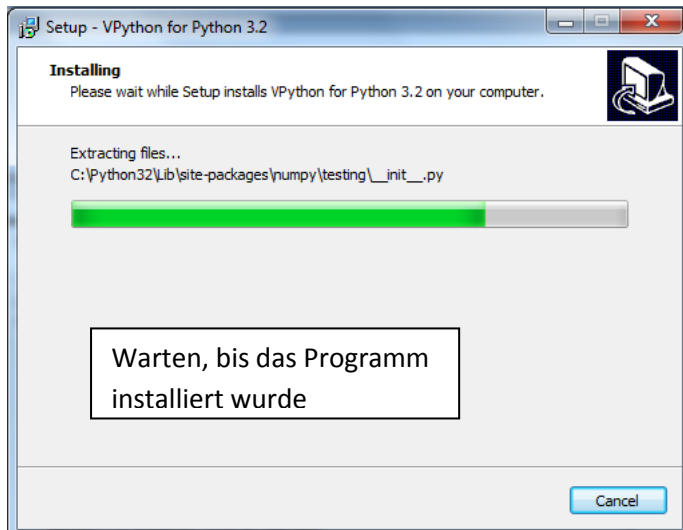 Setup - VPython for Python 3.2
Installing
Please wait while Setup installs VPython for Python 3.2 on your computer.
Extracting files...
C:\Python32\Lib\site-packages\numpy\testing\__init__.py
Warten, bis das Programm
installiert wurde
Cancel